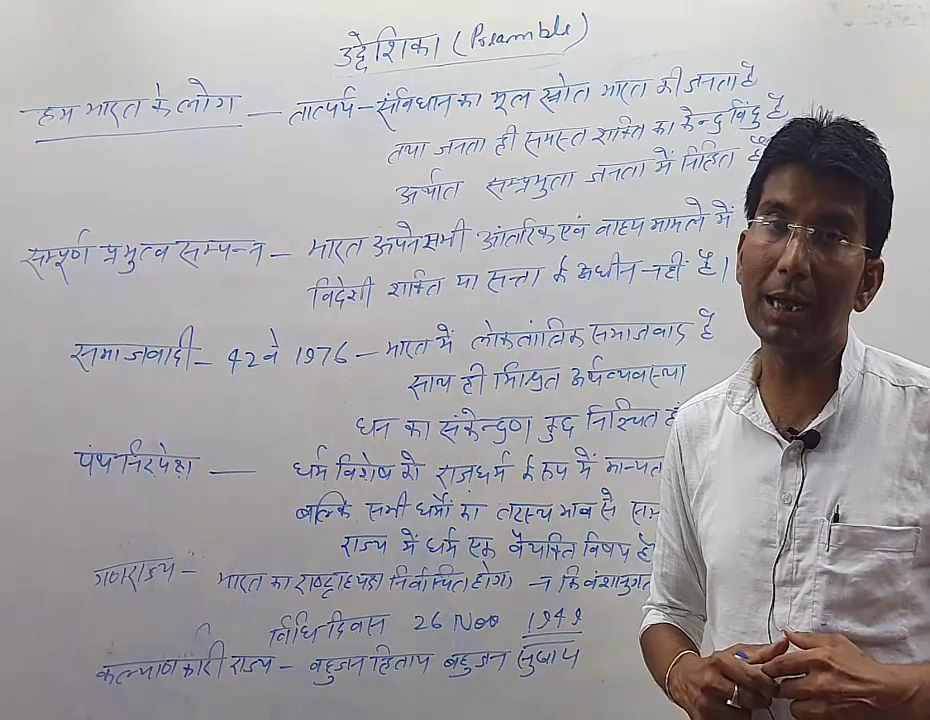 उद्देशिका (Preamble)
हम भारत के लोग — तात्पर्य – संविधान का मूल स्रोत भारत की जनता है
तथा जनता ही समस्त शक्ति का केन्द्र बिंदु है
अर्थात सम्प्रभुता जनता में निहित है
सम्पूर्ण प्रभुत्व सम्पन्न – भारत अपने सभी आंतरिक एवं वाह्य मामले में
विदेशी शक्ति या सत्ता के अधीन नहीं है।
समाजवादी – 42वे 1976 – भारत में लोकतांत्रिक समाजवाद है
साथ ही मिश्रित अर्थव्यवस्था
धन का संकेन्द्रण कुछ निश्चित
पंथनिरपेक्ष — धर्म विशेष को राजधर्म के रूप में मान्यता
बल्कि सभी धर्मों का तटस्थ भाव से
राज्य में धर्म एक वैयक्ति विषय है
गणराज्य – भारत का राष्ट्राध्यक्ष निर्वाचित होगा न कि वंशानुगत
विधि दिवस 26 Nov 1949
कल्याणकारी राज्य – बहुजन हिताय बहुजन सुखाय